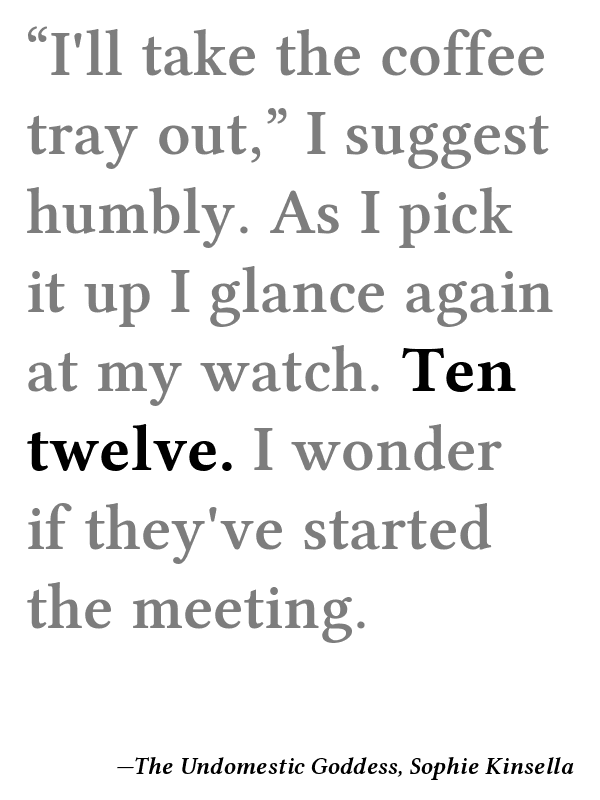 “I'll take the coffee
tray out,” I suggest
humbly. As I pick
it up I glance again
at my watch. Ten
twelve. I wonder
if they've started
the meeting.
—The Undomestic Goddess, Sophie Kinsella